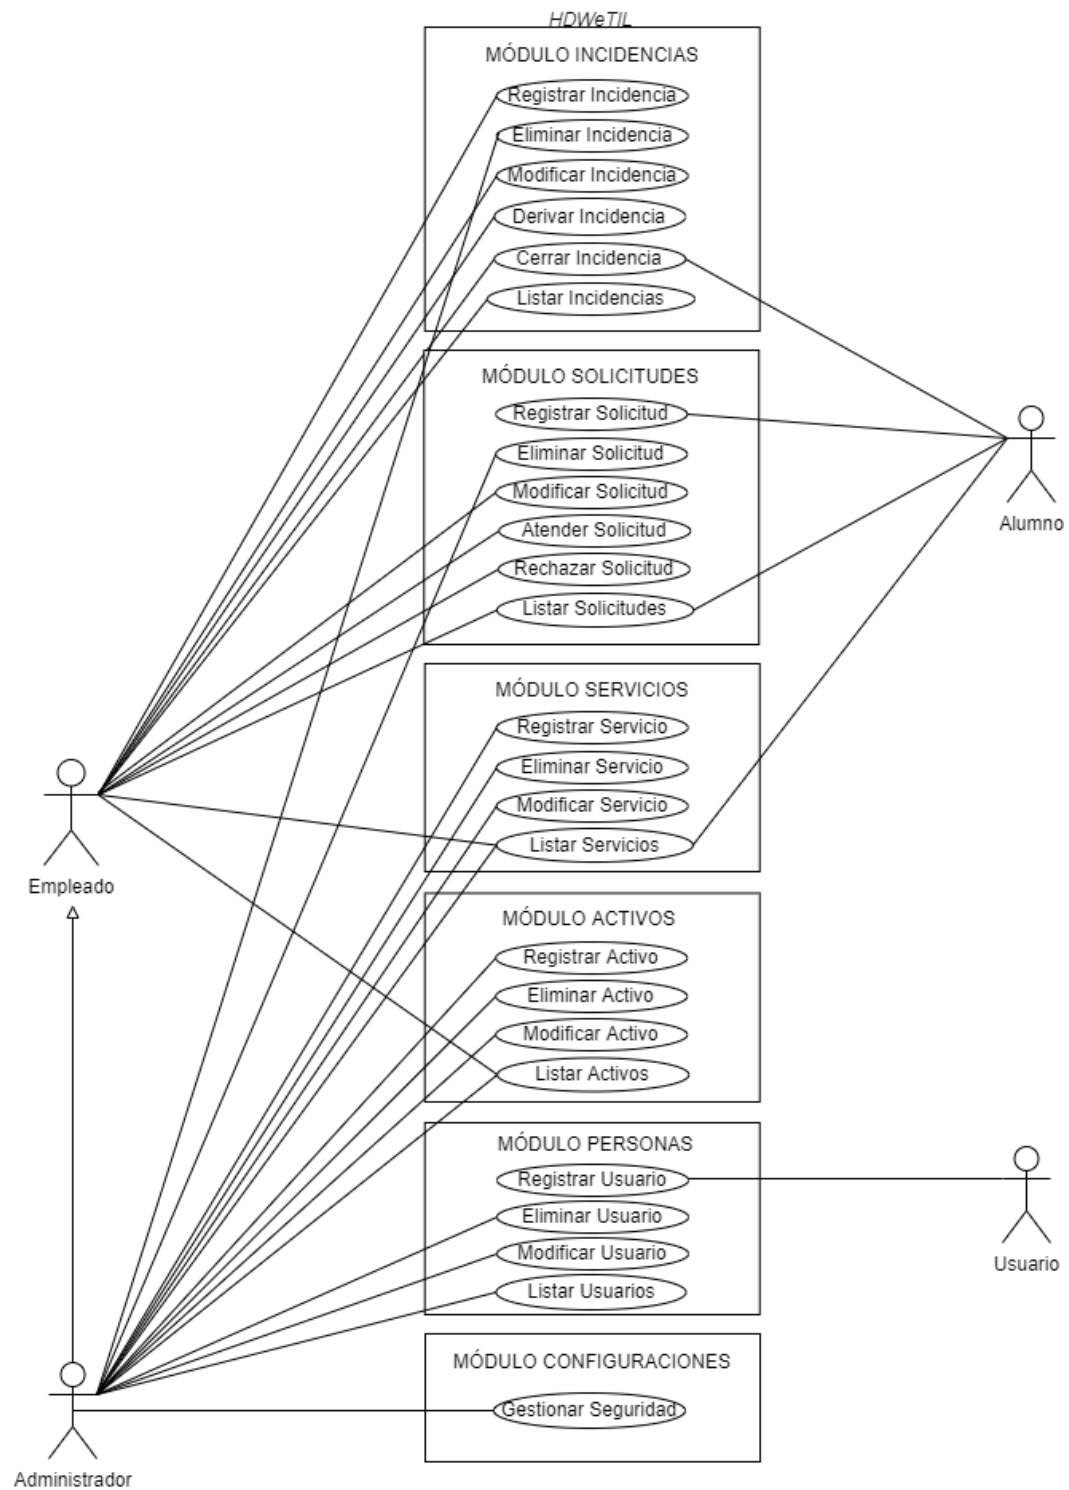 HDWeTIL
MÓDULO INCIDENCIAS
Registrar Incidencia
Eliminar Incidencia
Modificar Incidencia
Derivar Incidencia
Cerrar Incidencia
Listar Incidencias
MÓDULO SOLICITUDES
Registrar Solicitud
Eliminar Solicitud
Modificar Solicitud
Atender Solicitud
Rechazar Solicitud
Listar Solicitudes
Alumno
MÓDULO SERVICIOS
Registrar Servicio
Eliminar Servicio
Modificar Servicio
Listar Servicios
Empleado
MÓDULO ACTIVOS
Registrar Activo
Eliminar Activo
Modificar Activo
Listar Activos
MÓDULO PERSONAS
Registrar Usuario
Eliminar Usuario
Modificar Usuario
Listar Usuarios
Usuario
MÓDULO CONFIGURACIONES
Gestionar Seguridad
Administrador